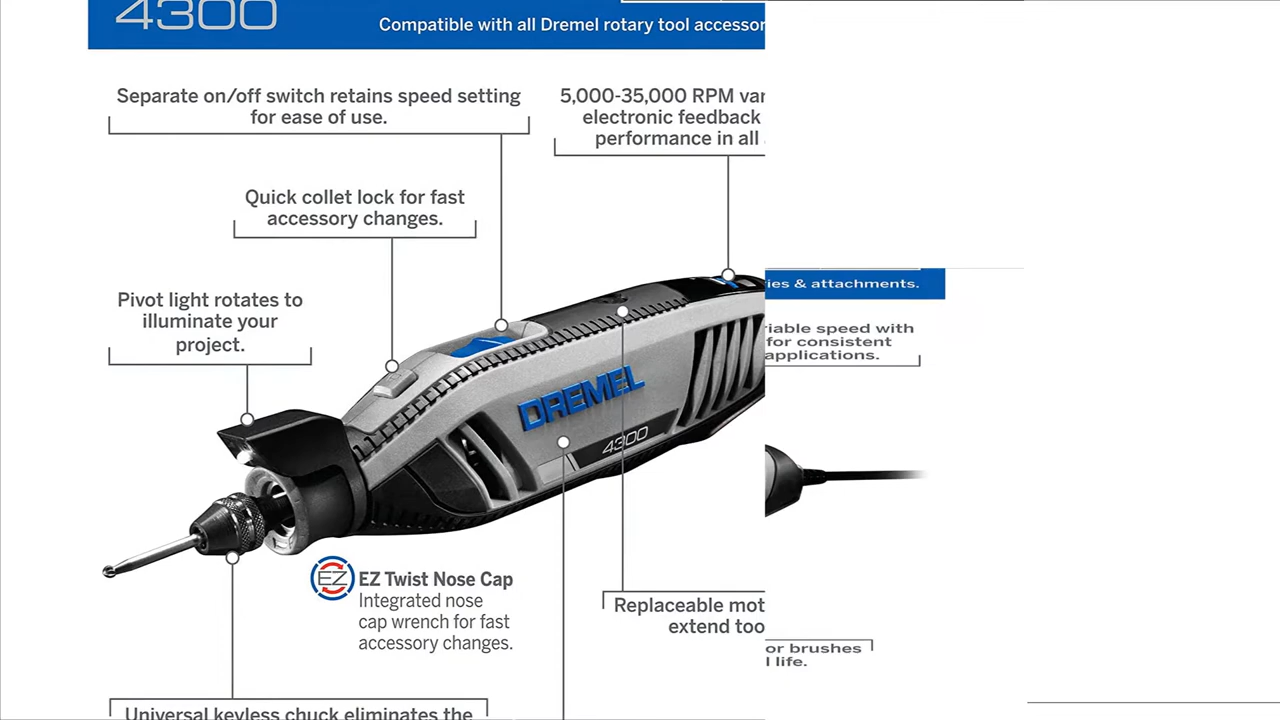 4300
Compatible with all Dremel rotary tool accessor
ies & attachments.
Separate on/off switch retains speed setting
for ease of use.
5,000-35,000 RPM var
iable speed with
electronic feedback
for consistent
performance in all
applications.
Quick collet lock for fast
accessory changes.
Pivot light rotates to
illuminate your
project.
DREMEL
4300
EZ
EZ Twist Nose Cap
Integrated nose
cap wrench for fast
accessory changes.
Replaceable mot
or brushes
extend too
l life.
Universal keyless chuck eliminates the